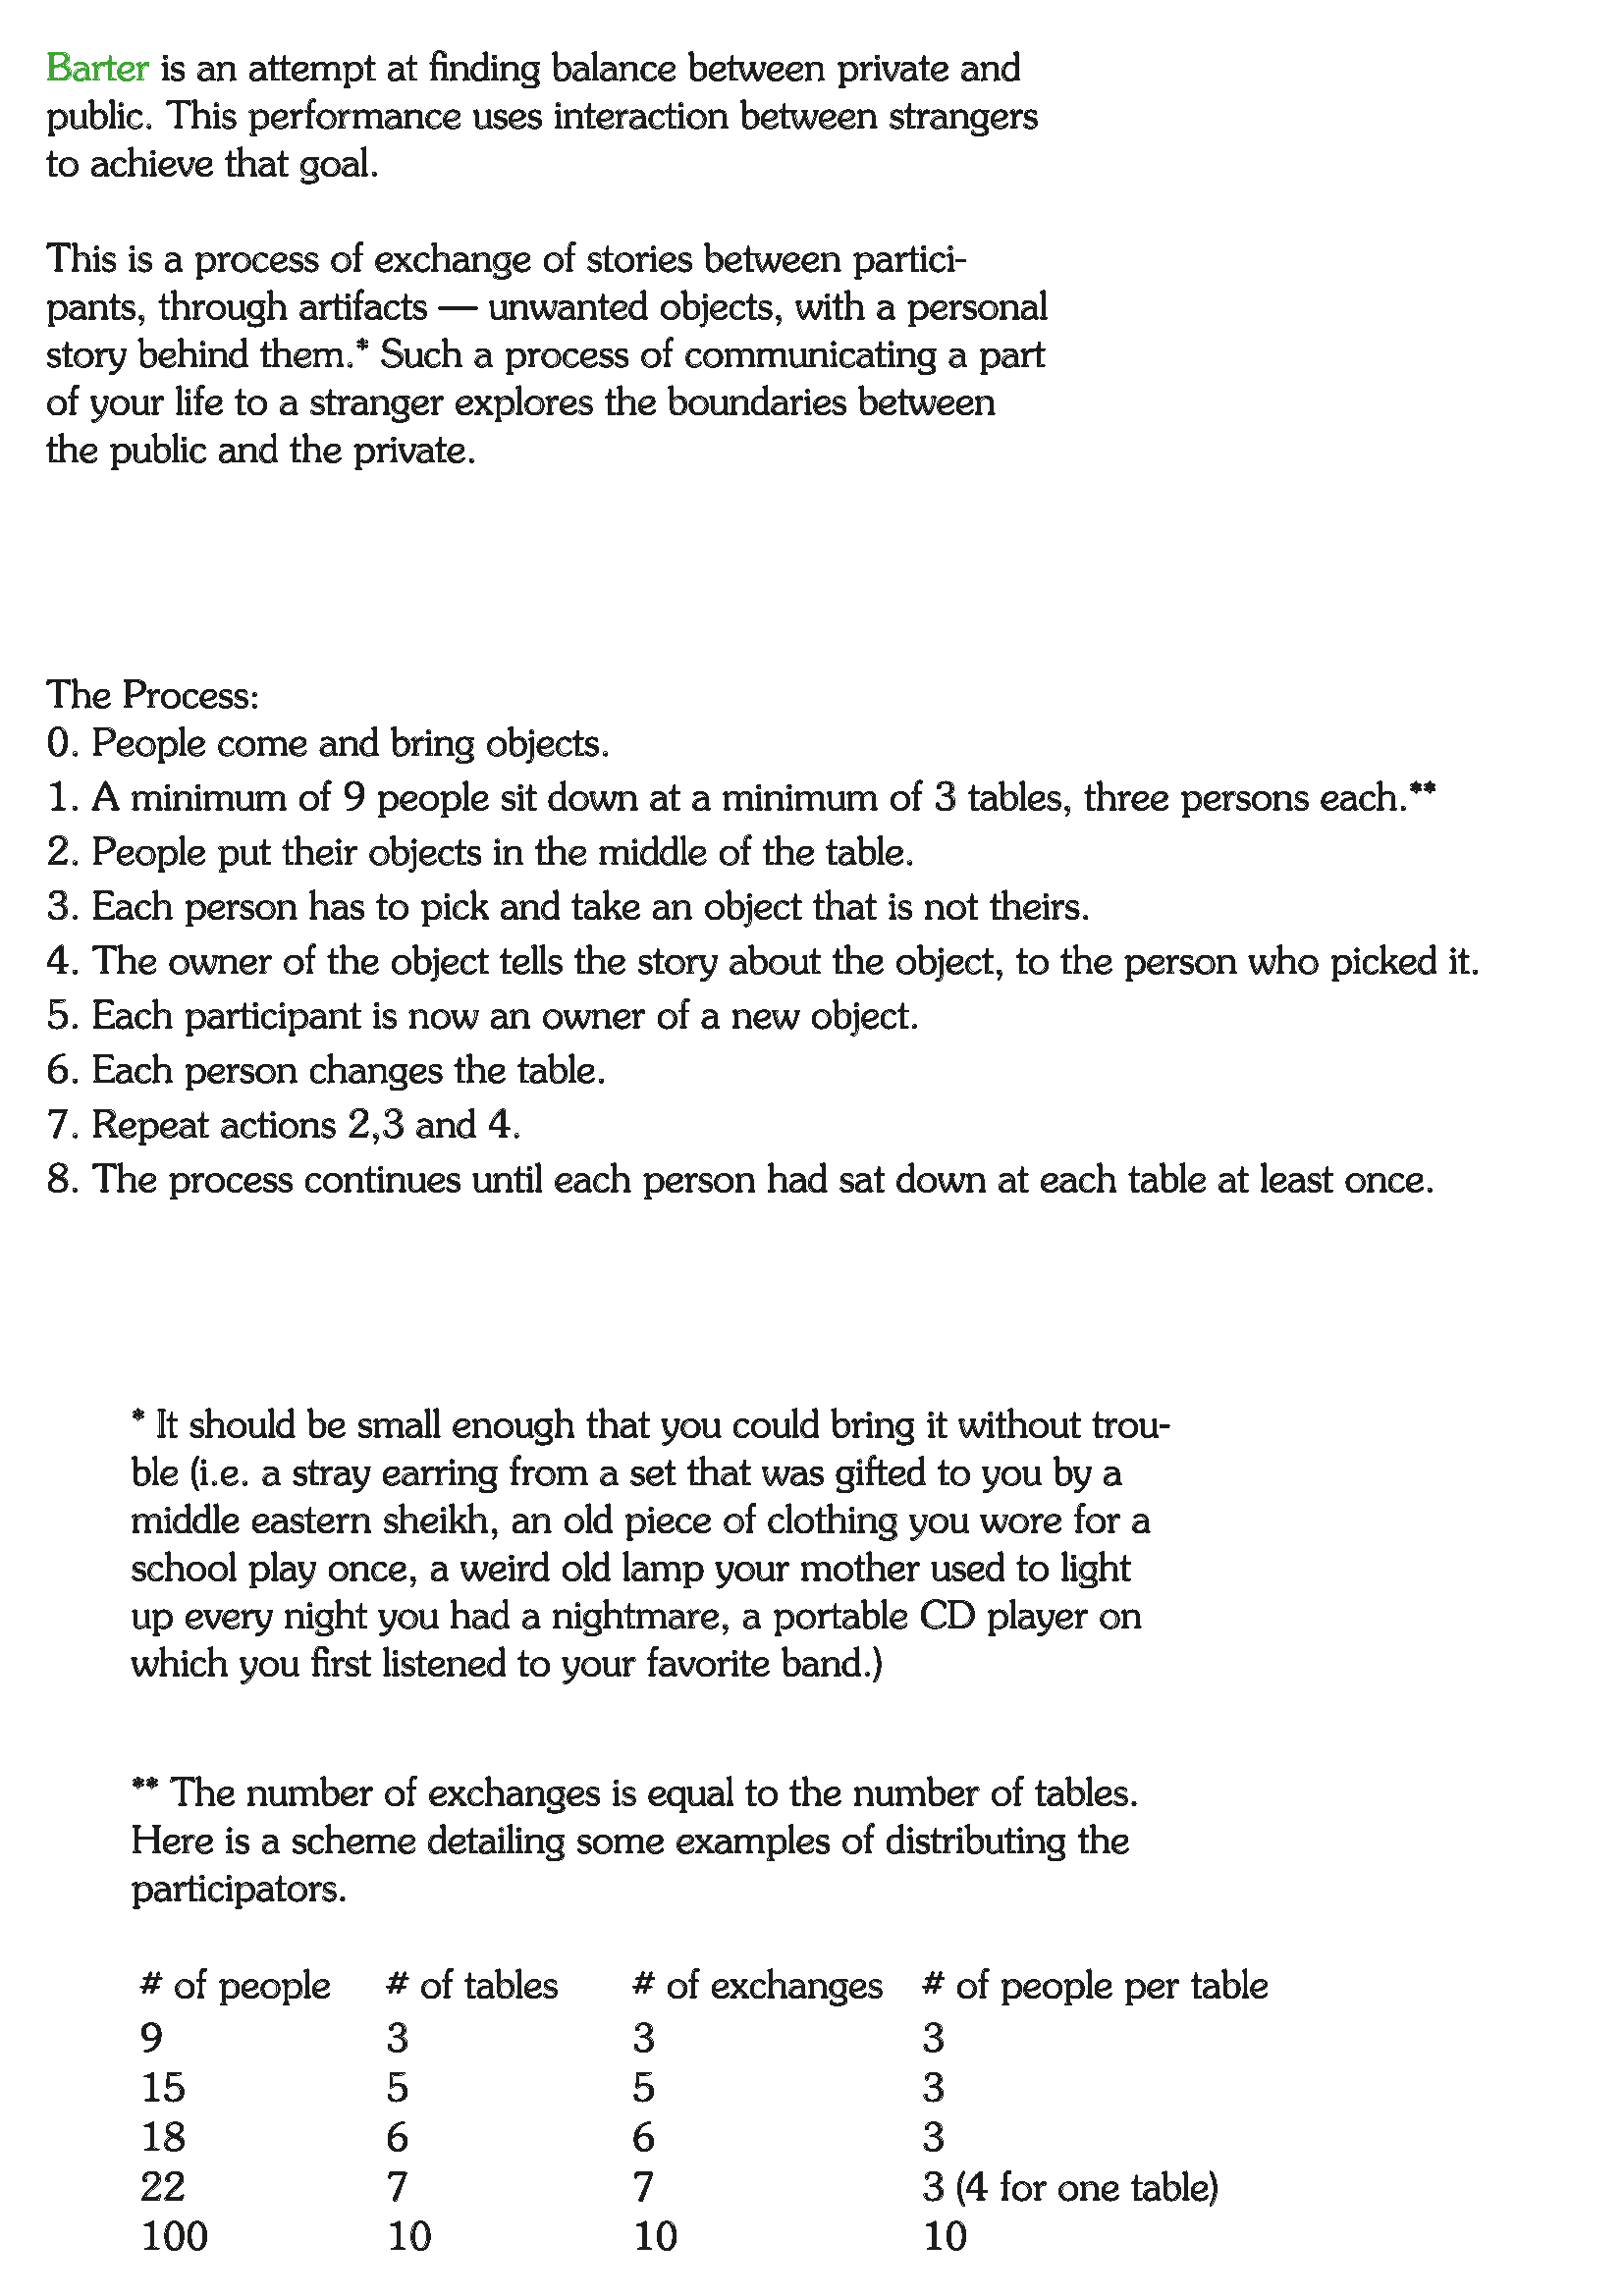 Barter is an attempt at finding balance between private and
public. This performance uses interaction between strangers
to achieve that goal.
This is a process of exchange of stories between partici-
pants, through artifacts — unwanted objects, with a personal
story behind them.* Such a process of communicating a part
of your life to a stranger explores the boundaries between
the public and the private.
The Process:
0. People come and bring objects.
1. A minimum of 9 people sit down at a minimum of 3 tables, three persons each.**
2. People put their objects in the middle of the table.
3. Each person has to pick and take an object that is not theirs.
4. The owner of the object tells the story about the object, to the person who picked it.
5. Each participant is now an owner of a new object.
6. Each person changes the table.
7. Repeat actions 2,3 and 4.
8. The process continues until each person had sat down at each table at least once.
* It should be small enough that you could bring it without trou-
ble (i.e. a stray earring from a set that was gifted to you by a
middle eastern sheikh, an old piece of clothing you wore for a
school play once, a weird old lamp your mother used to light
up every night you had a nightmare, a portable CD player on
which you first listened to your favorite band.)
** The number of exchanges is equal to the number of tables.
Here is a scheme detailing some examples of distributing the
participators.
# of people # of tables # of exchanges # of people per table
9 3 3 3
15 5 5 3
18 6 6 3
22 7 7 3 (4 for one table)
100 10 10 10